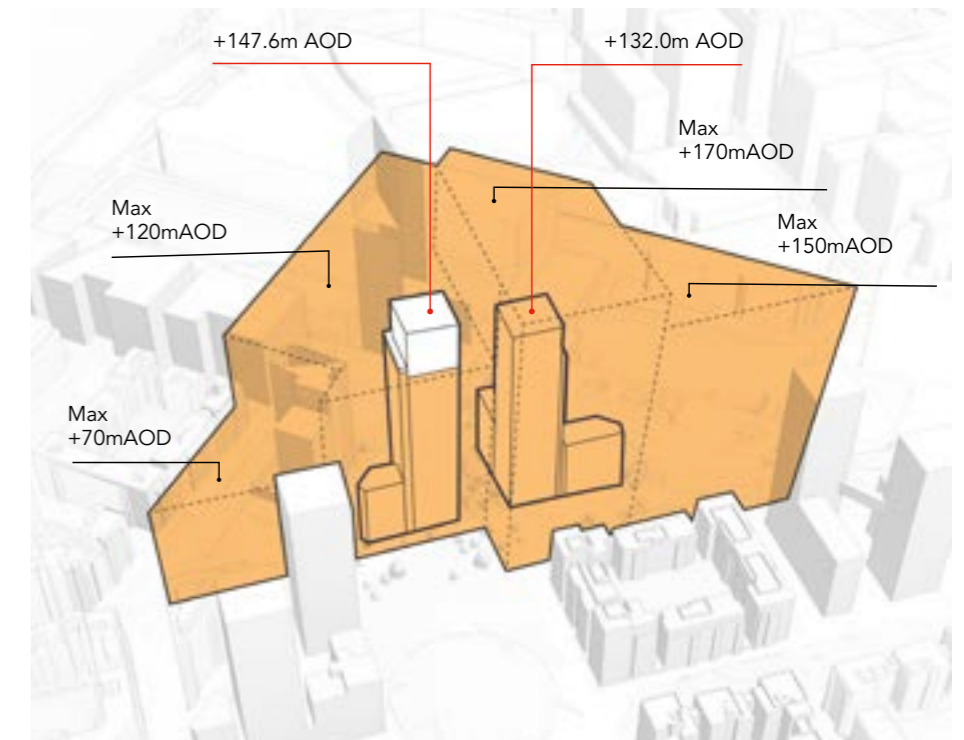 +147.6m AOD
+132.0m AOD
Max
+170mAOD
Max
+120mAOD
Max
+150mAOD
Max
+70mAOD